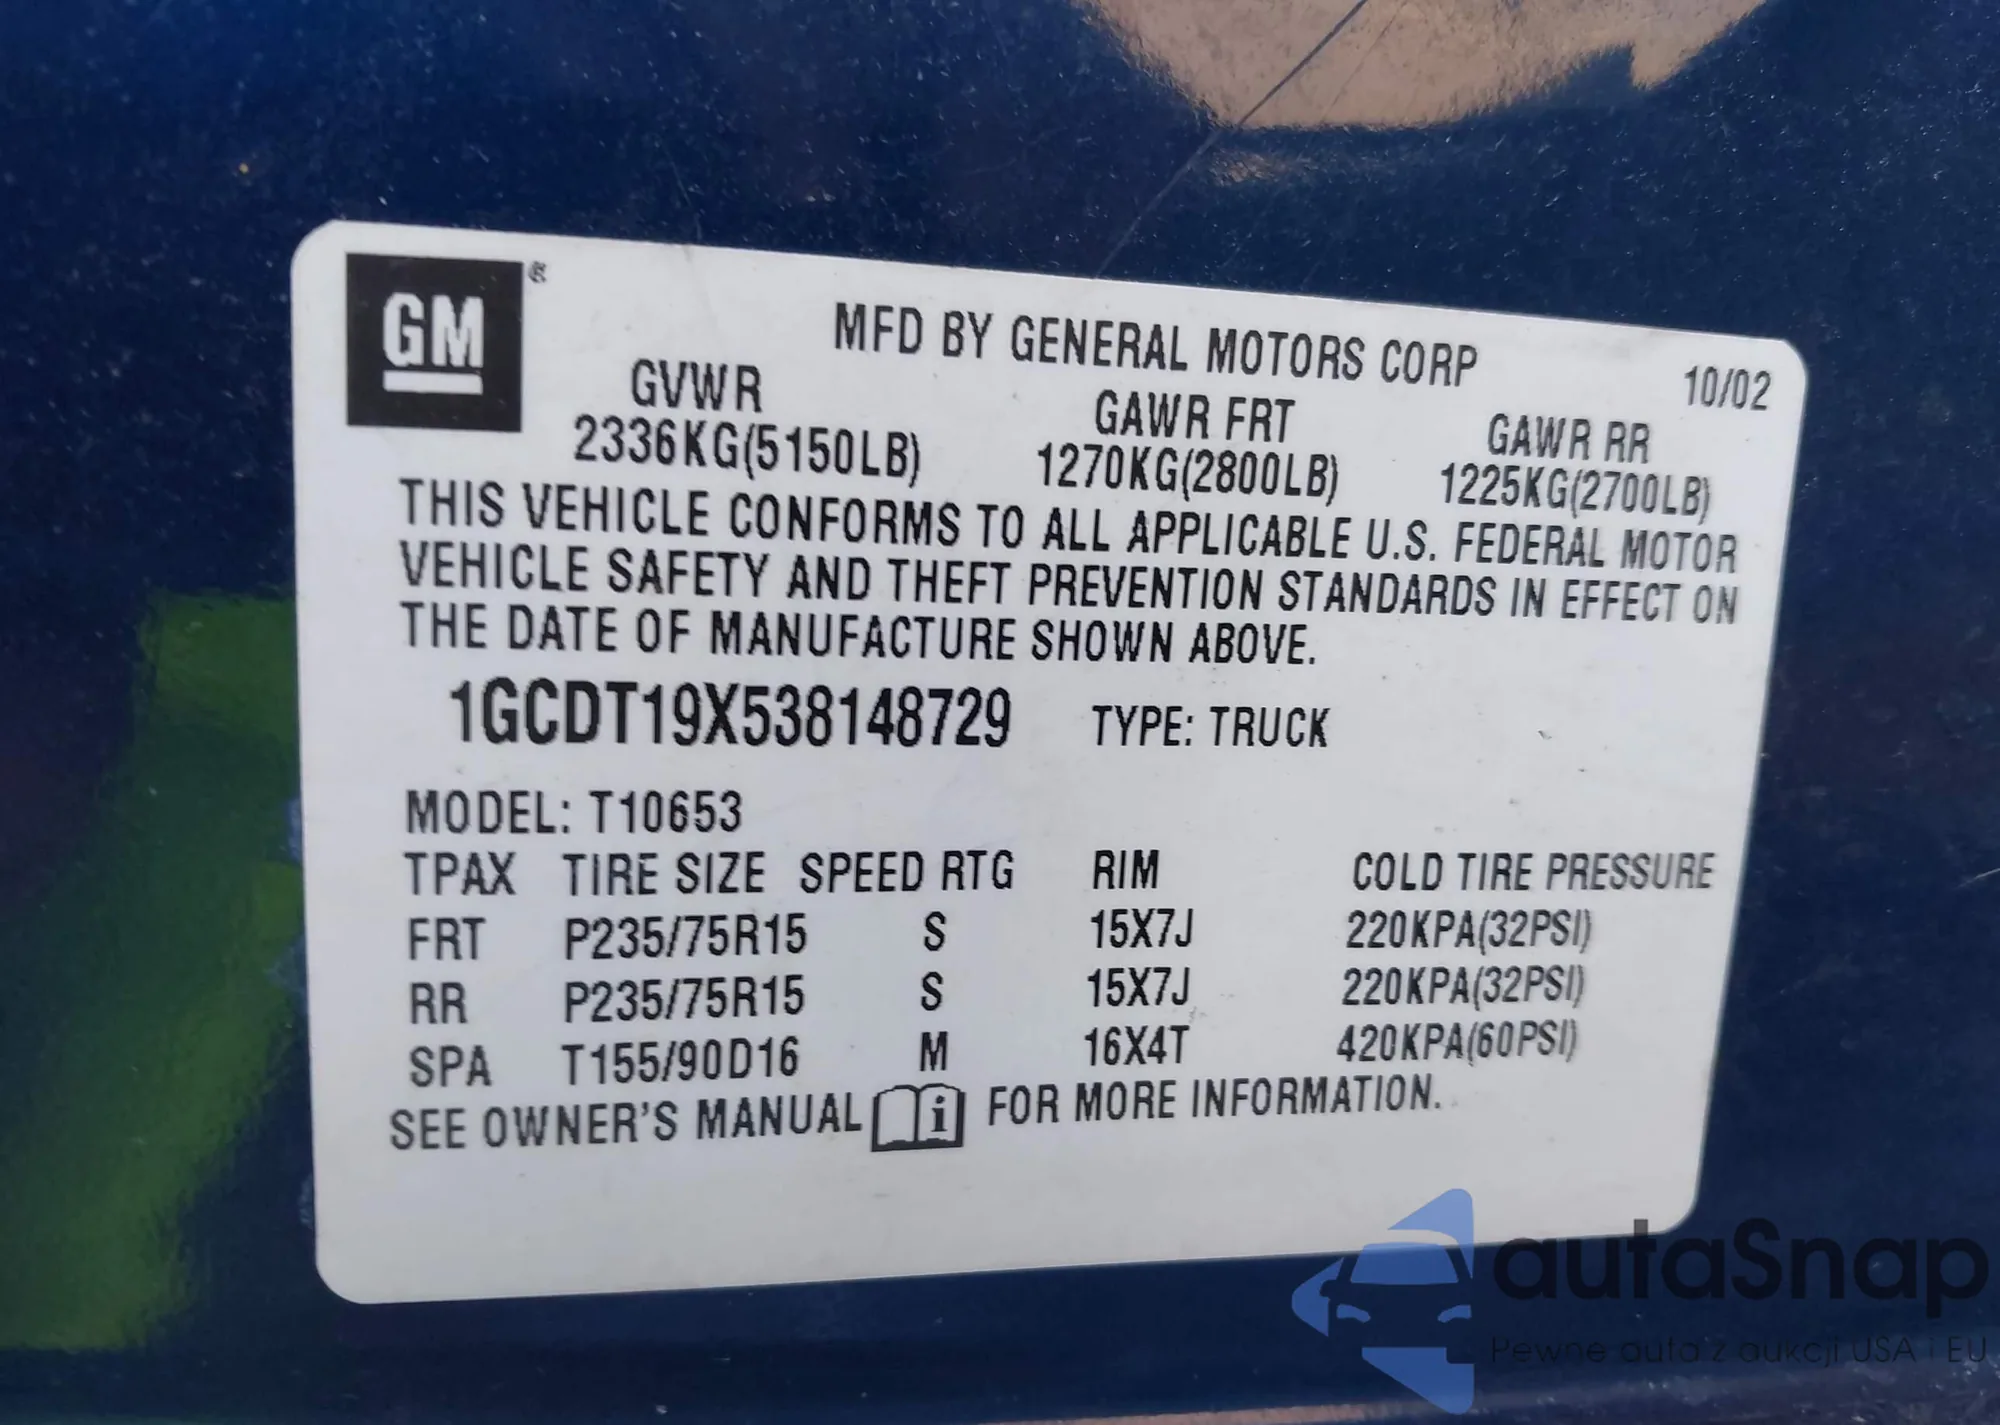 GM
MFD BY GENERAL MOTORS CORP
10/02
GVWR GAWR FRT GAWR RR
2336KG(5150LB) 1270KG(2800LB) 1225KG(2700LB)
THIS VEHICLE CONFORMS TO ALL APPLICABLE U.S. FEDERAL MOTOR
VEHICLE SAFETY AND THEFT PREVENTION STANDARDS IN EFFECT ON
THE DATE OF MANUFACTURE SHOWN ABOVE.
1GCDT19X538148729 TYPE: TRUCK
MODEL: T10653
TPAX TIRE SIZE SPEED RTG RIM COLD TIRE PRESSURE
FRT P235/75R15 S 15X7J 220KPA(32PSI)
RR P235/75R15 S 15X7J 220KPA(32PSI)
SPA T155/90D16 M 16X4T 420KPA(60PSI)
SEE OWNER'S MANUAL i FOR MORE INFORMATION.
autaSnap
Pewne auta z aukcji USA i EU